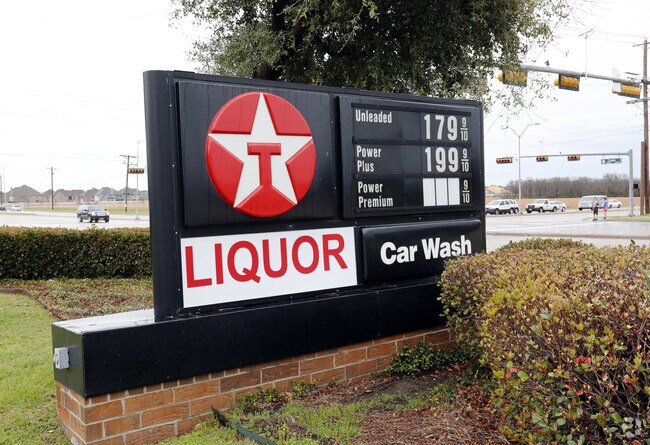 T
Unleaded 179 9/10
Power Plus 199 9/10
Power Premium 9/10
LIQUOR
Car Wash